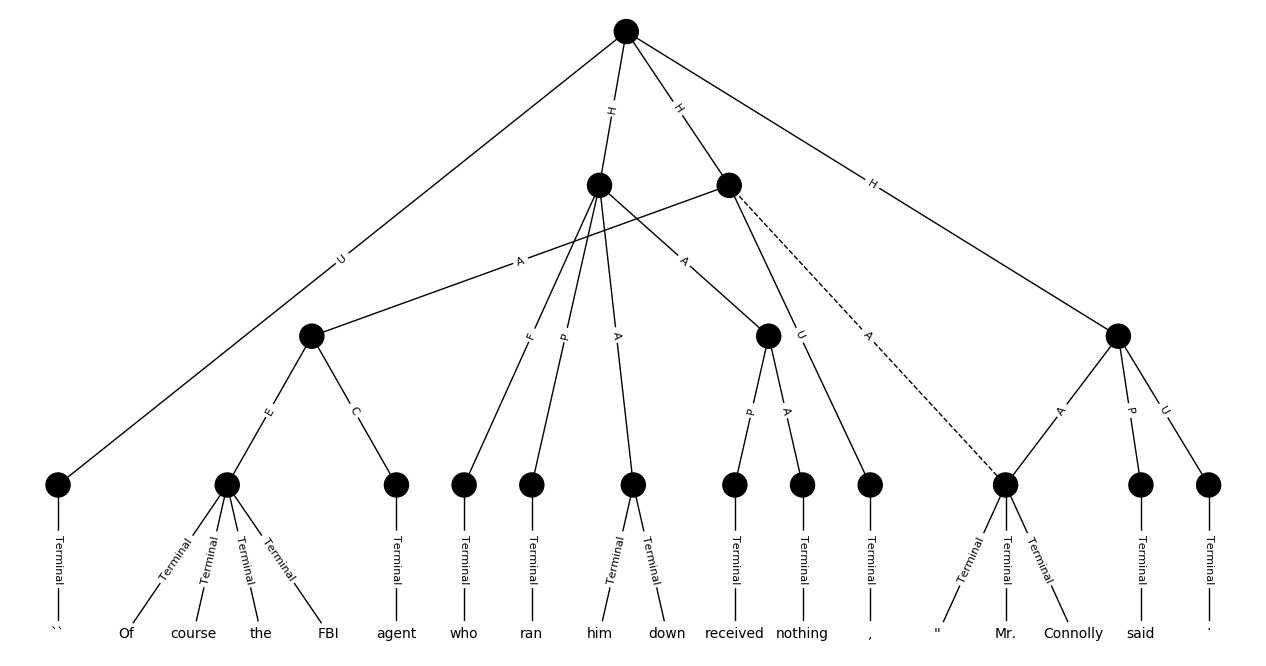 H H
H
U A A
F P A U A
E C P A A P U
Terminal Terminal Terminal Terminal Terminal Terminal Terminal Terminal Terminal Terminal Terminal Terminal Terminal Terminal Terminal Terminal Terminal Terminal
`` Of course the FBI agent who ran him down received nothing , " Mr. Connolly said .